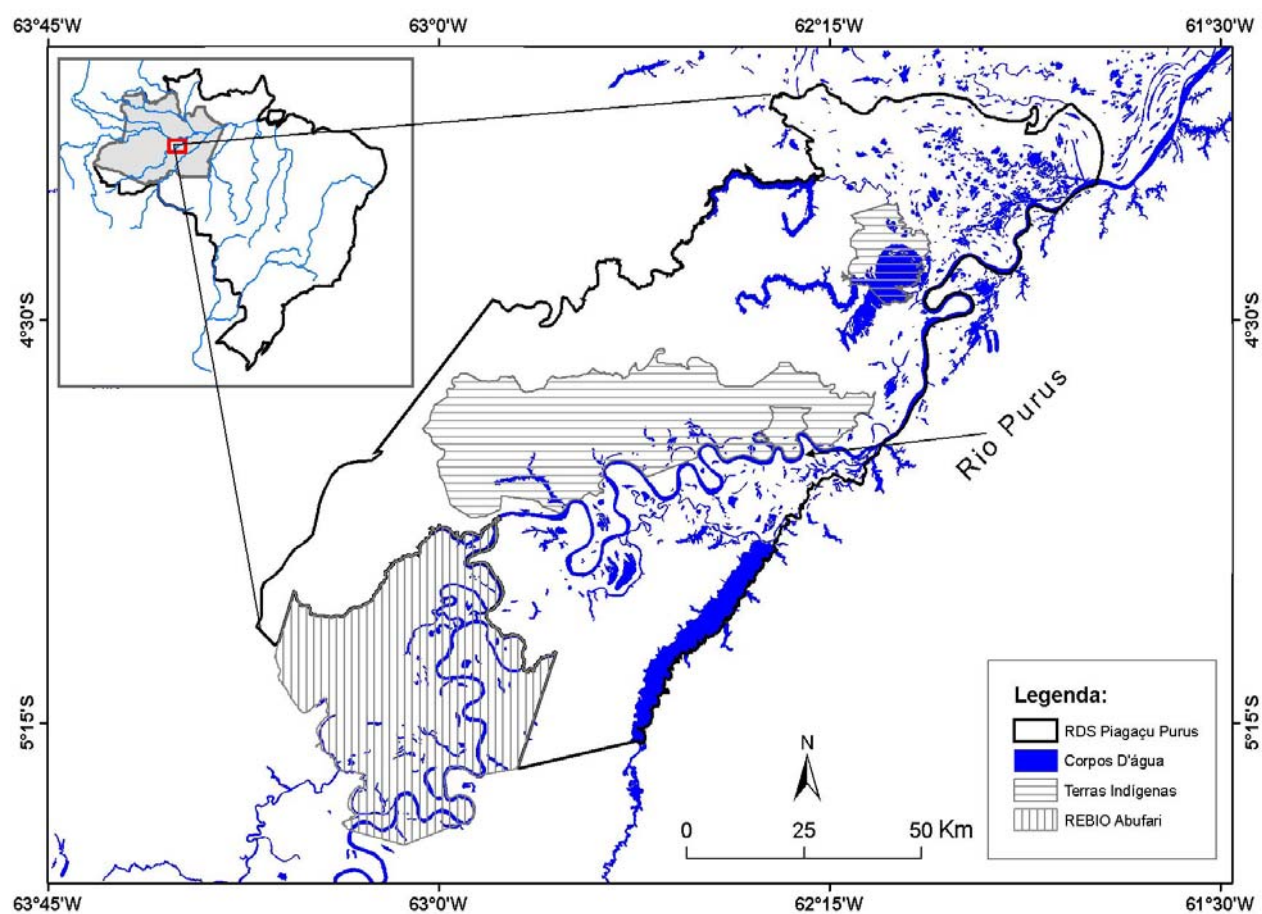 63°45'W
63°0'W
62°15'W
61°30'W
4°30'S
4°30'S
Rio Purus
5°15'S
5°15'S
Legenda:
RDS Piagaçu Purus
Corpos D'água
Terras Indígenas
REBIO Abufari
N
0 25 50 Km
63°45'W
63°0'W
62°15'W
61°30'W